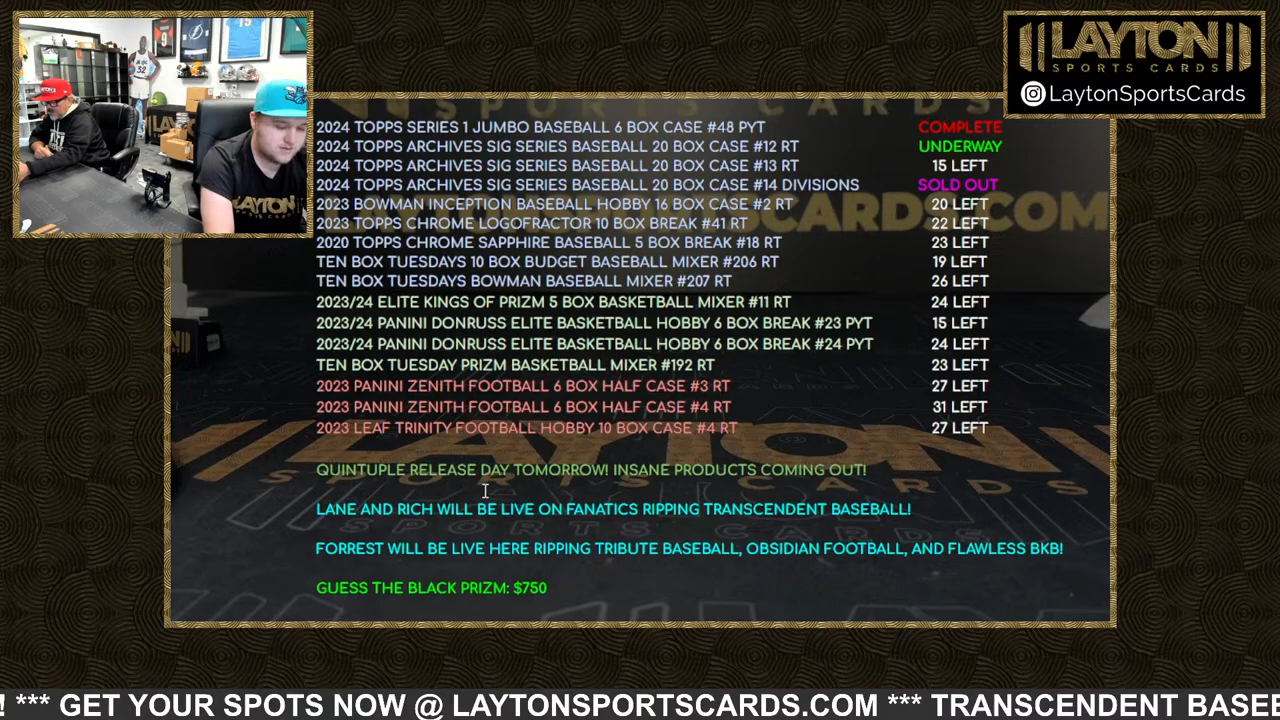 LAYTON
SPORTS CARDS
LaytonSportsCards
2024 TOPPS SERIES 1 JUMBO BASEBALL 6 BOX CASE #48 PYT COMPLETE
2024 TOPPS ARCHIVES SIG SERIES BASEBALL 20 BOX CASE #12 RT UNDERWAY
2024 TOPPS ARCHIVES SIG SERIES BASEBALL 20 BOX CASE #13 RT 15 LEFT
2024 TOPPS ARCHIVES SIG SERIES BASEBALL 20 BOX CASE #14 DIVISIONS SOLD OUT
2023 BOWMAN INCEPTION BASEBALL HOBBY 16 BOX CASE #2 RT 20 LEFT
2023 TOPPS CHROME LOGOFRACTOR 10 BOX BREAK #41 RT 22 LEFT
2020 TOPPS CHROME SAPPHIRE BASEBALL 5 BOX BREAK #18 RT 23 LEFT
TEN BOX TUESDAYS 10 BOX BUDGET BASEBALL MIXER #206 RT 19 LEFT
TEN BOX TUESDAYS BOWMAN BASEBALL MIXER #207 RT 26 LEFT
2023/24 ELITE KINGS OF PRIZM 5 BOX BASKETBALL MIXER #11 RT 24 LEFT
2023/24 PANINI DONRUSS ELITE BASKETBALL HOBBY 6 BOX BREAK #23 PYT 15 LEFT
2023/24 PANINI DONRUSS ELITE BASKETBALL HOBBY 6 BOX BREAK #24 PYT 24 LEFT
TEN BOX TUESDAY PRIZM BASKETBALL MIXER #192 RT 23 LEFT
2023 PANINI ZENITH FOOTBALL 6 BOX HALF CASE #3 RT 27 LEFT
2023 PANINI ZENITH FOOTBALL 6 BOX HALF CASE #4 RT 31 LEFT
2023 LEAF TRINITY FOOTBALL HOBBY 10 BOX CASE #4 RT 27 LEFT
QUINTUPLE RELEASE DAY TOMORROW! INSANE PRODUCTS COMING OUT!
LANE AND RICH WILL BE LIVE ON FANATICS RIPPING TRANSCENDENT BASEBALL!
FORREST WILL BE LIVE HERE RIPPING TRIBUTE BASEBALL, OBSIDIAN FOOTBALL, AND FLAWLESS BKB!
GUESS THE BLACK PRIZM: $750
! *** GET YOUR SPOTS NOW @ LAYTONSPORTSCARDS.COM *** TRANSCENDENT BASEB